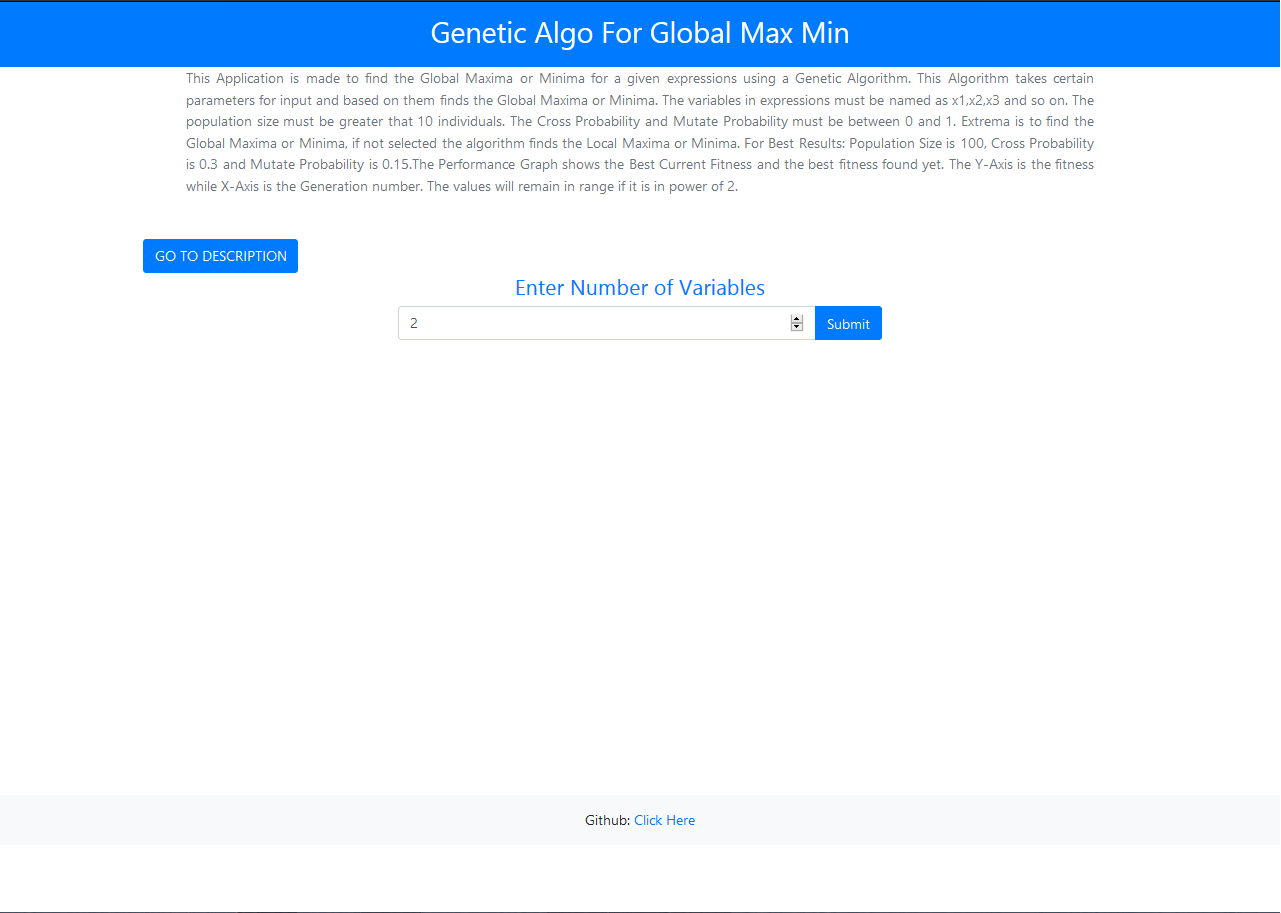 Genetic Algo For Global Max Min
This Application is made to find the Global Maxima or Minima for a given expressions using a Genetic Algorithm. This Algorithm takes certain
parameters for input and based on them finds the Global Maxima or Minima. The variables in expressions must be named as x1,x2,x3 and so on. The
population size must be greater that 10 individuals. The Cross Probability and Mutate Probability must be between 0 and 1. Extrema is to find the
Global Maxima or Minima, if not selected the algorithm finds the Local Maxima or Minima. For Best Results: Population Size is 100, Cross Probability
is 0.3 and Mutate Probability is 0.15.The Performance Graph shows the Best Current Fitness and the best fitness found yet. The Y-Axis is the fitness
while X-Axis is the Generation number. The values will remain in range if it is in power of 2.
GO TO DESCRIPTION
Enter Number of Variables
2
Submit
Github: Click Here